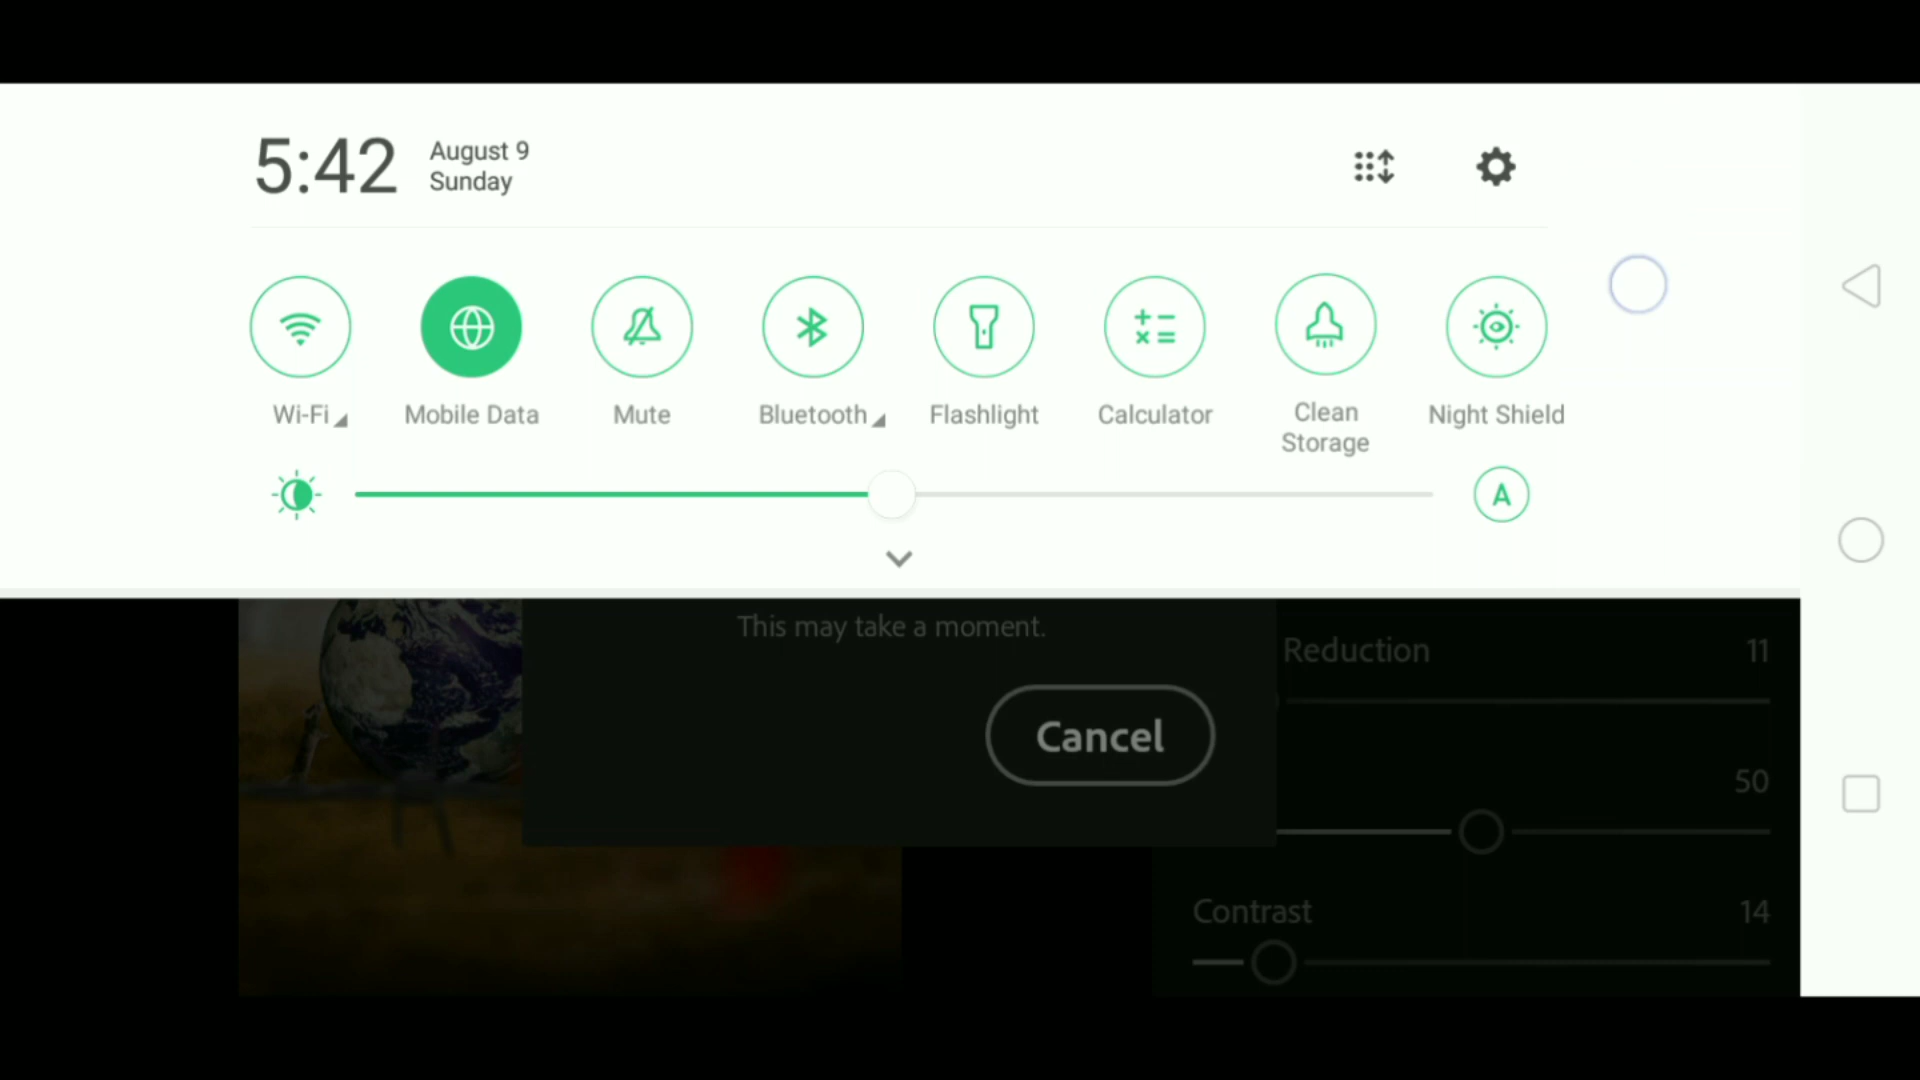 5:42
August 9
Sunday
Wi-Fi
Mobile Data
Mute
Bluetooth
Flashlight
Calculator
Clean
Storage
Night Shield
A
This may take a moment.
Cancel
Reduction 11
50
Contrast 14